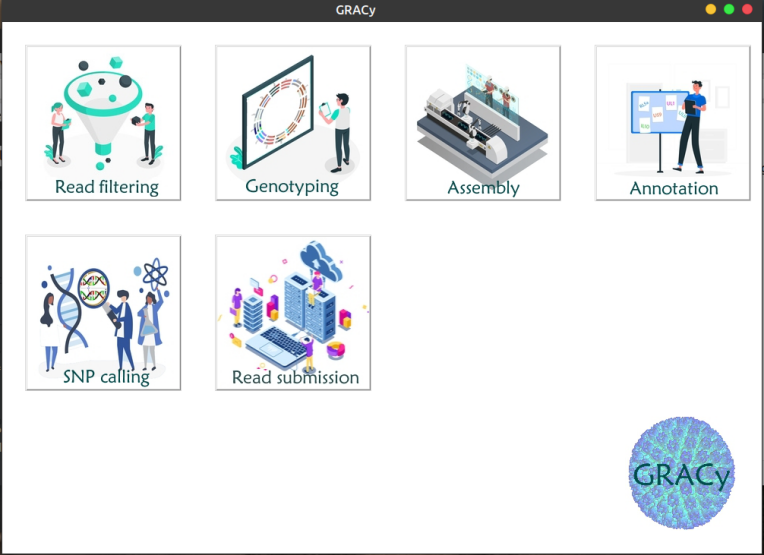 GRACy
Read filtering
Genotyping
Assembly
Annotation
SNP calling
Read submission
GRACy